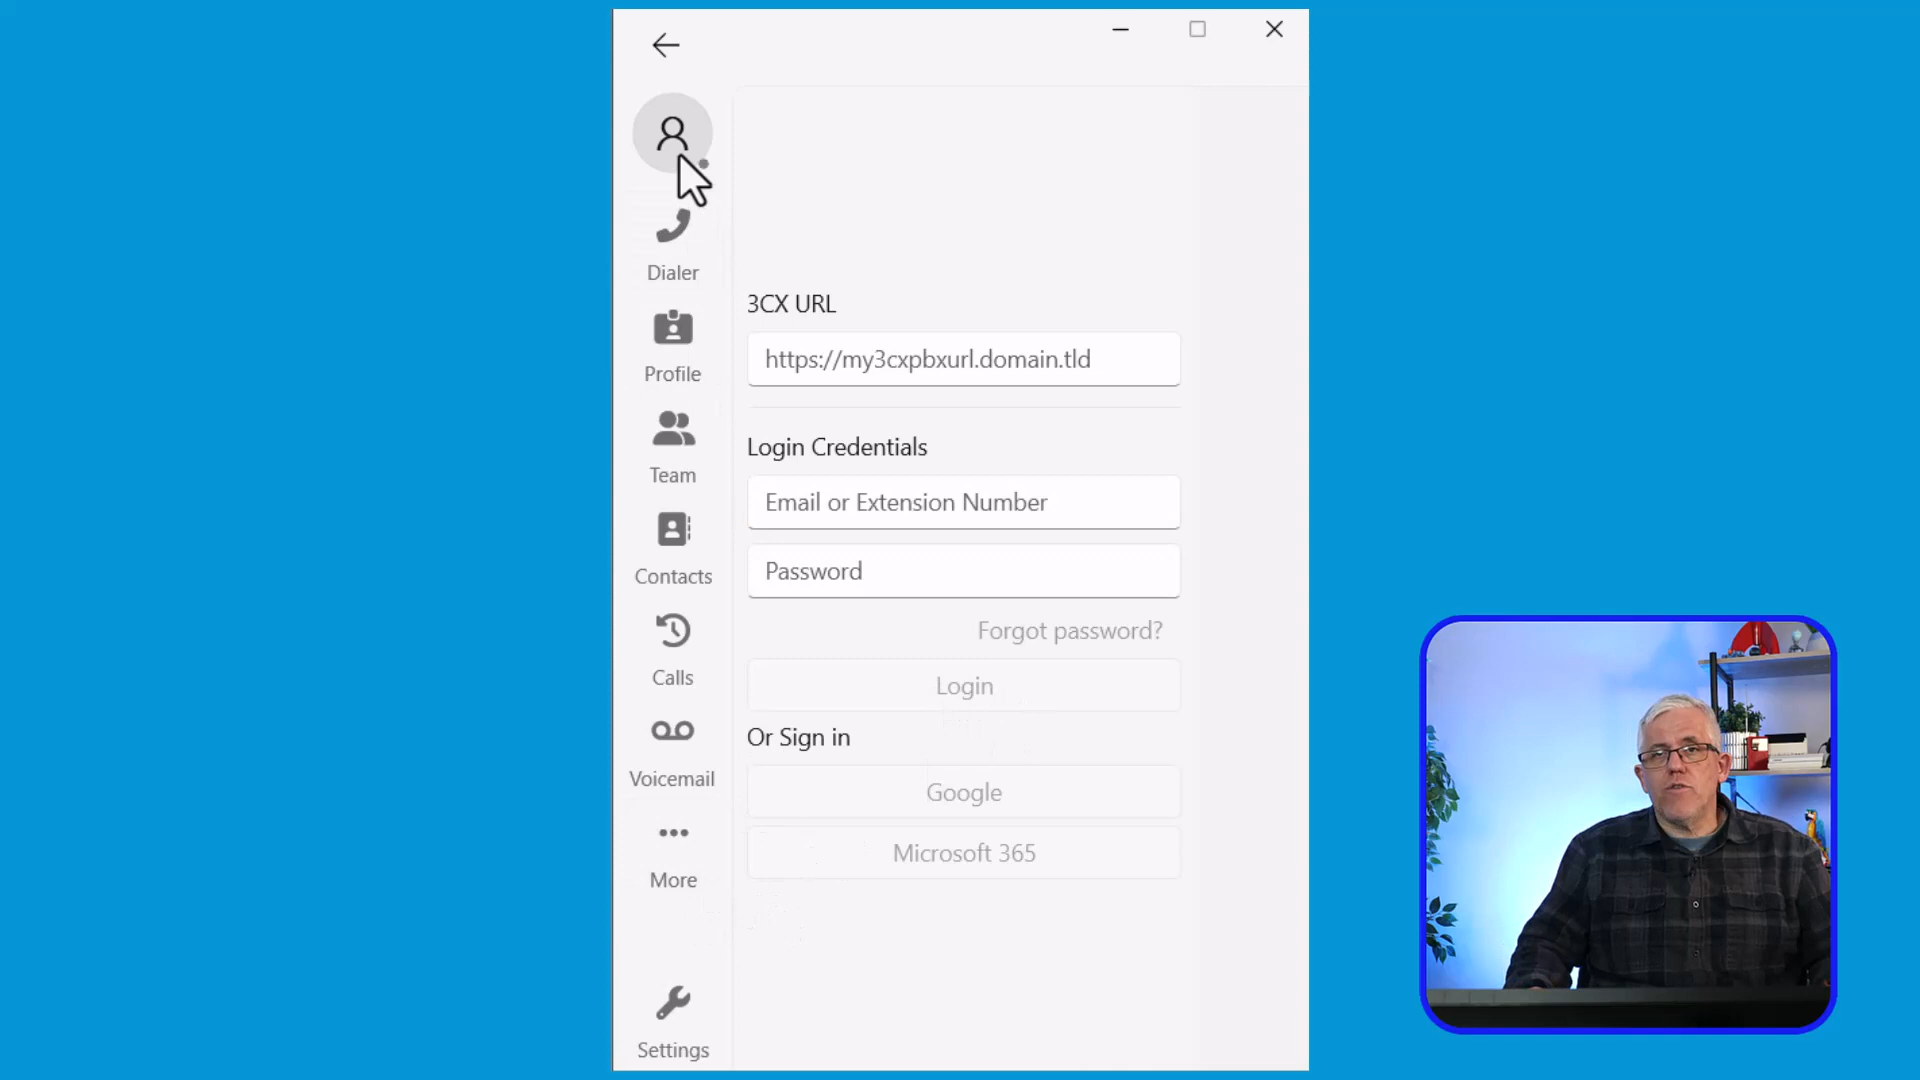 Dialer
Profile
Team
Contacts
Calls
Voicemail
More
Settings
3CX URL
https://my3cxpbxurl.domain.tld
Login Credentials
Email or Extension Number
Password
Forgot password?
Login
Or Sign in
Google
Microsoft 365